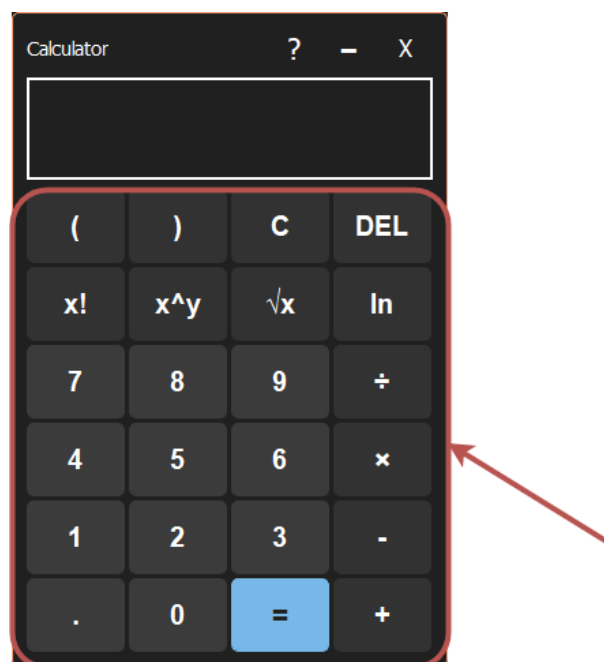 Calculator ? – X
( ) C DEL
x! x^y √x ln
7 8 9 ÷
4 5 6 ×
1 2 3 -
. 0 = +